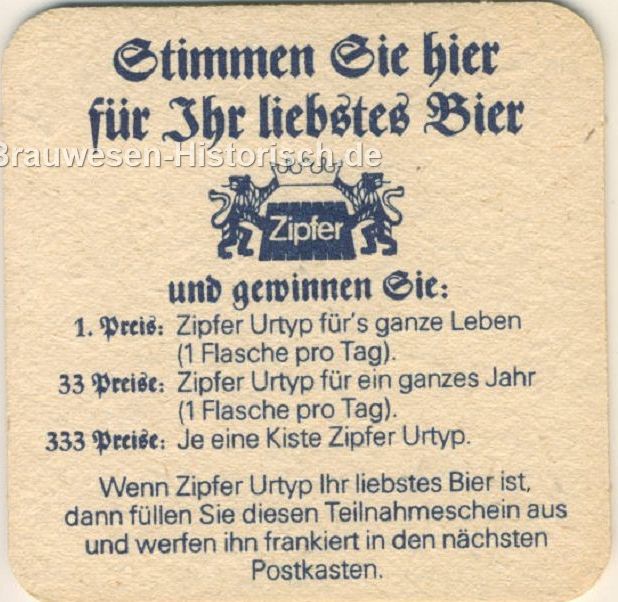 Stimmen Sie hier
für Ihr liebstes Bier
Brauwesen-Historisch.de
Zipfer
und gewinnen Sie:
1. Preis: Zipfer Urtyp für's ganze Leben
(1 Flasche pro Tag).
33 Preise: Zipfer Urtyp für ein ganzes Jahr
(1 Flasche pro Tag).
333 Preise: Je eine Kiste Zipfer Urtyp.
Wenn Zipfer Urtyp Ihr liebstes Bier ist,
dann füllen Sie diesen Teilnahmeschein aus
und werfen ihn frankiert in den nächsten
Postkasten.